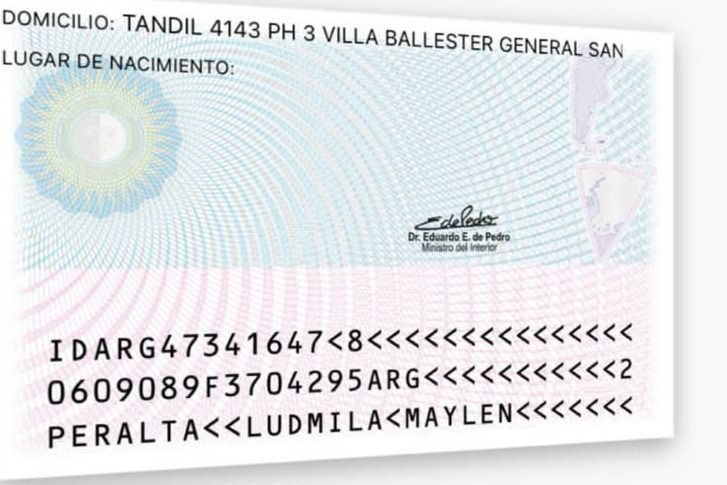 DOMICILIO: TANDIL 4143 PH 3 VILLA BALLESTER GENERAL SAN
LUGAR DE NACIMIENTO:
Dr. Eduardo E. de Pedro
Ministro del Interior
IDARG47341647<8<<<<<<<<<<<<<<<
0609089F3704295ARG<<<<<<<<<<<2
PERALTA<<LUDMILA<MAYLEN<<<<<<<